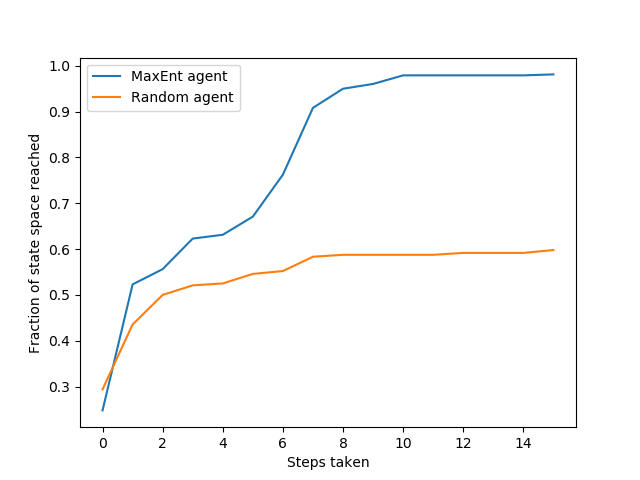 MaxEnt agent
Random agent
Fraction of state space reached
1.0
0.9
0.8
0.7
0.6
0.5
0.4
0.3
0 2 4 6 8 10 12 14
Steps taken